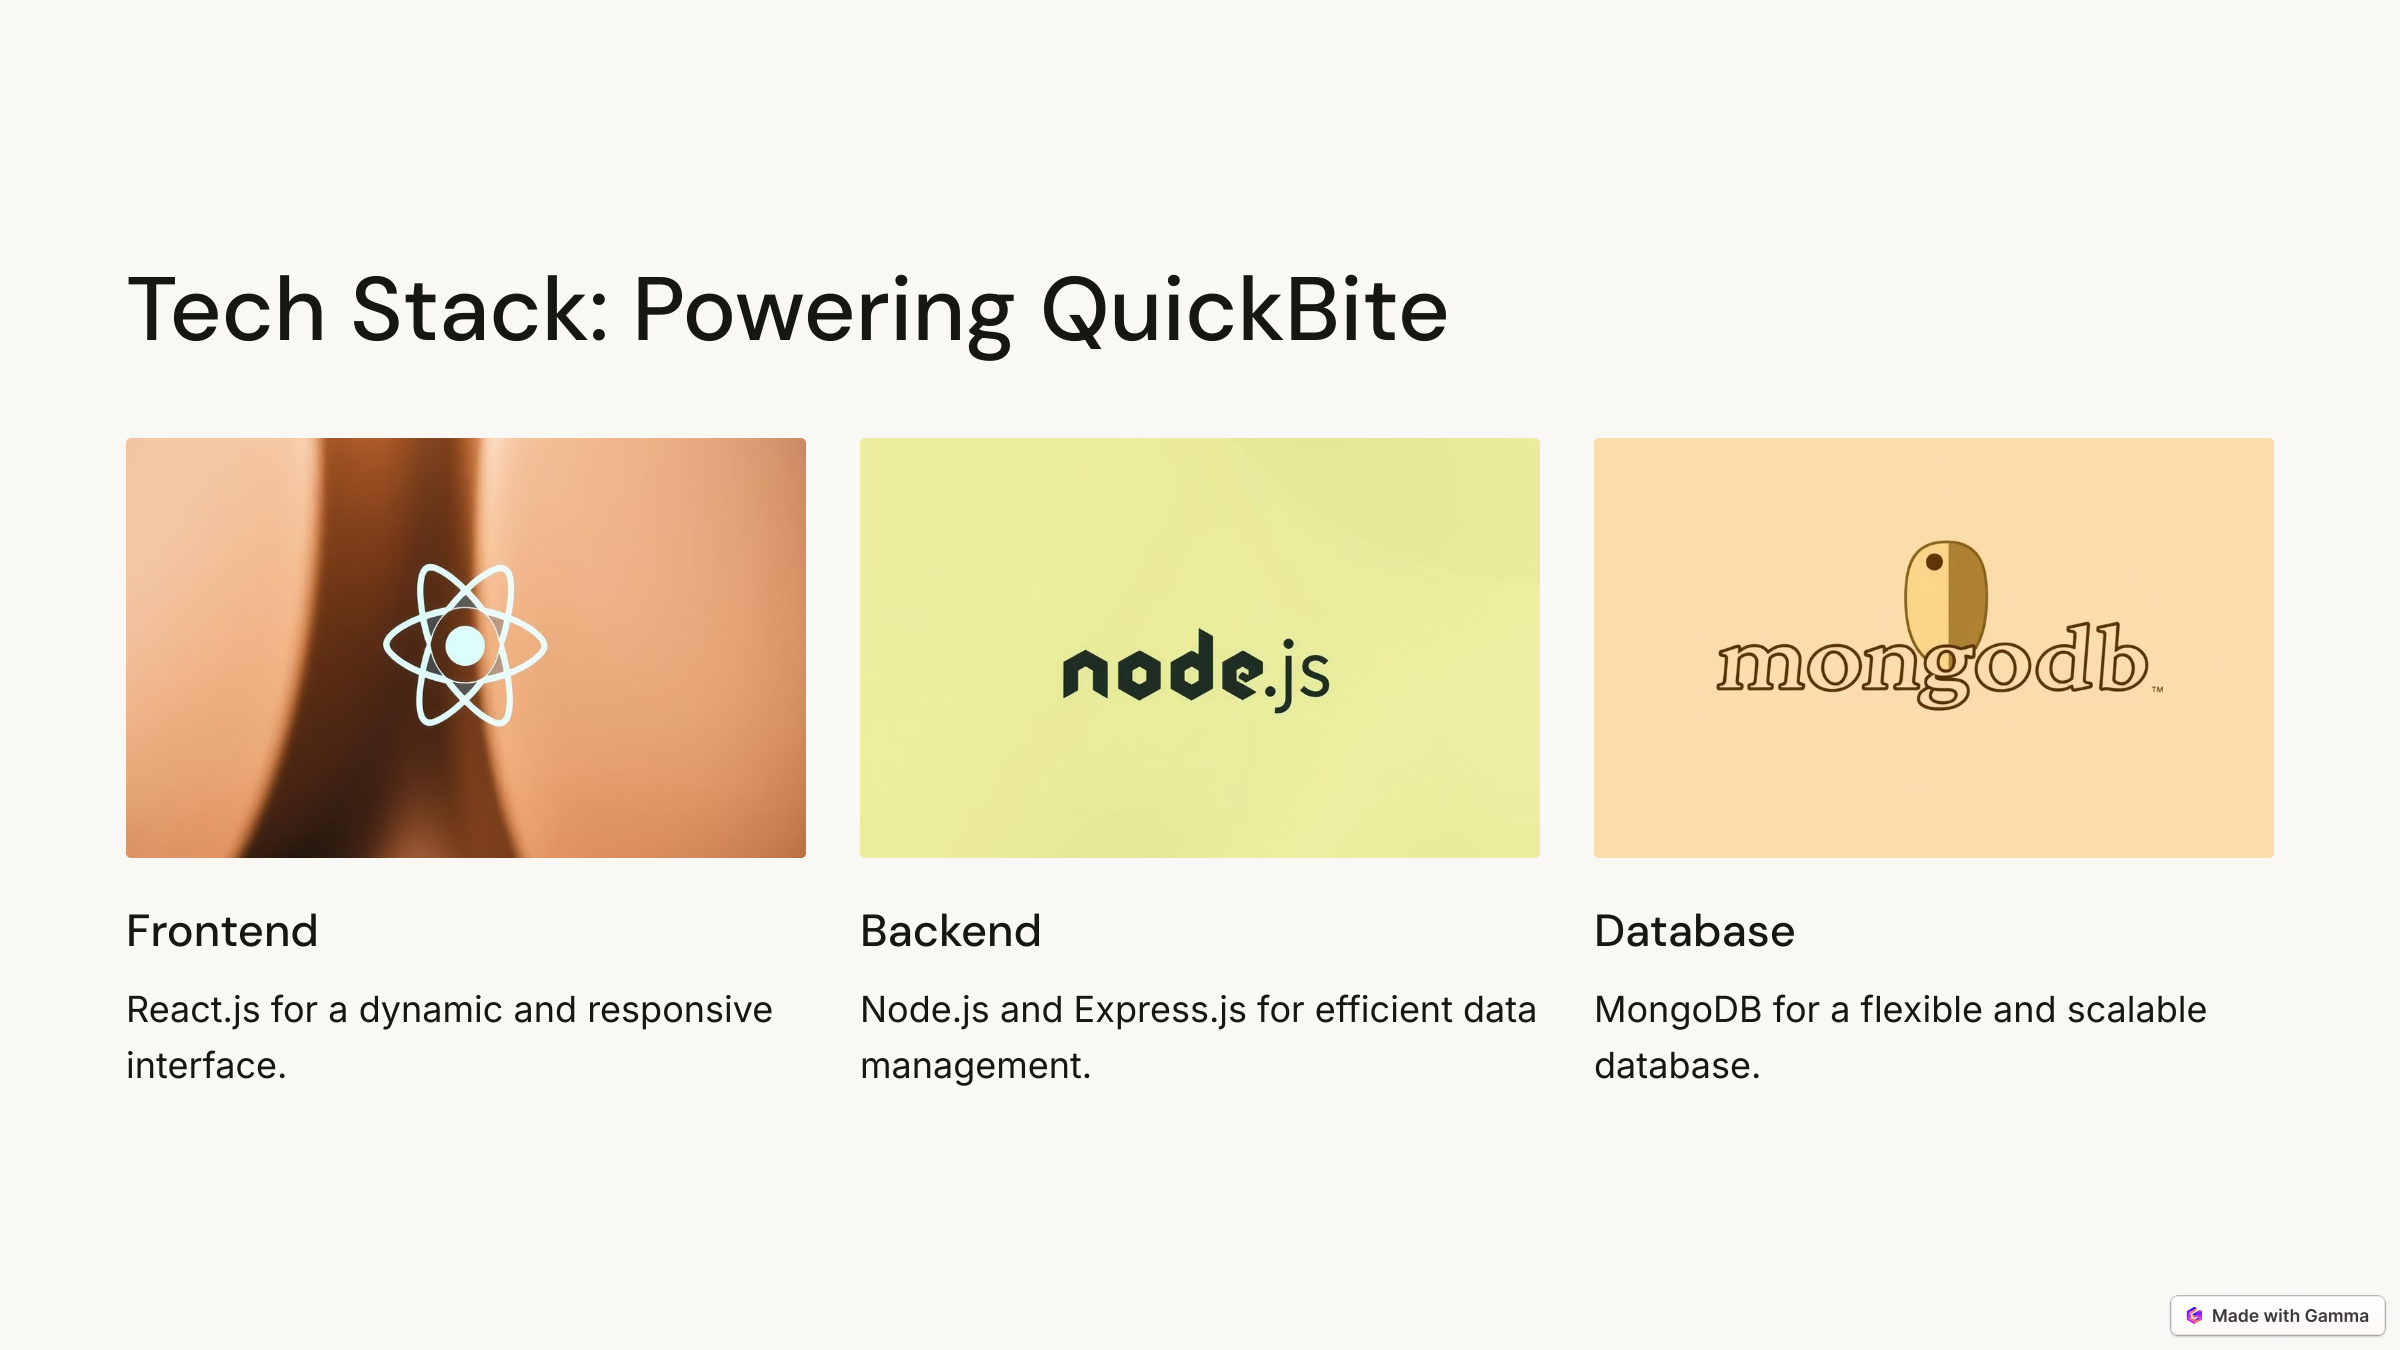 Tech Stack: Powering QuickBite
node.js
mongodb™
Frontend
React.js for a dynamic and responsive
interface.
Backend
Node.js and Express.js for efficient data
management.
Database
MongoDB for a flexible and scalable
database.
Made with Gamma